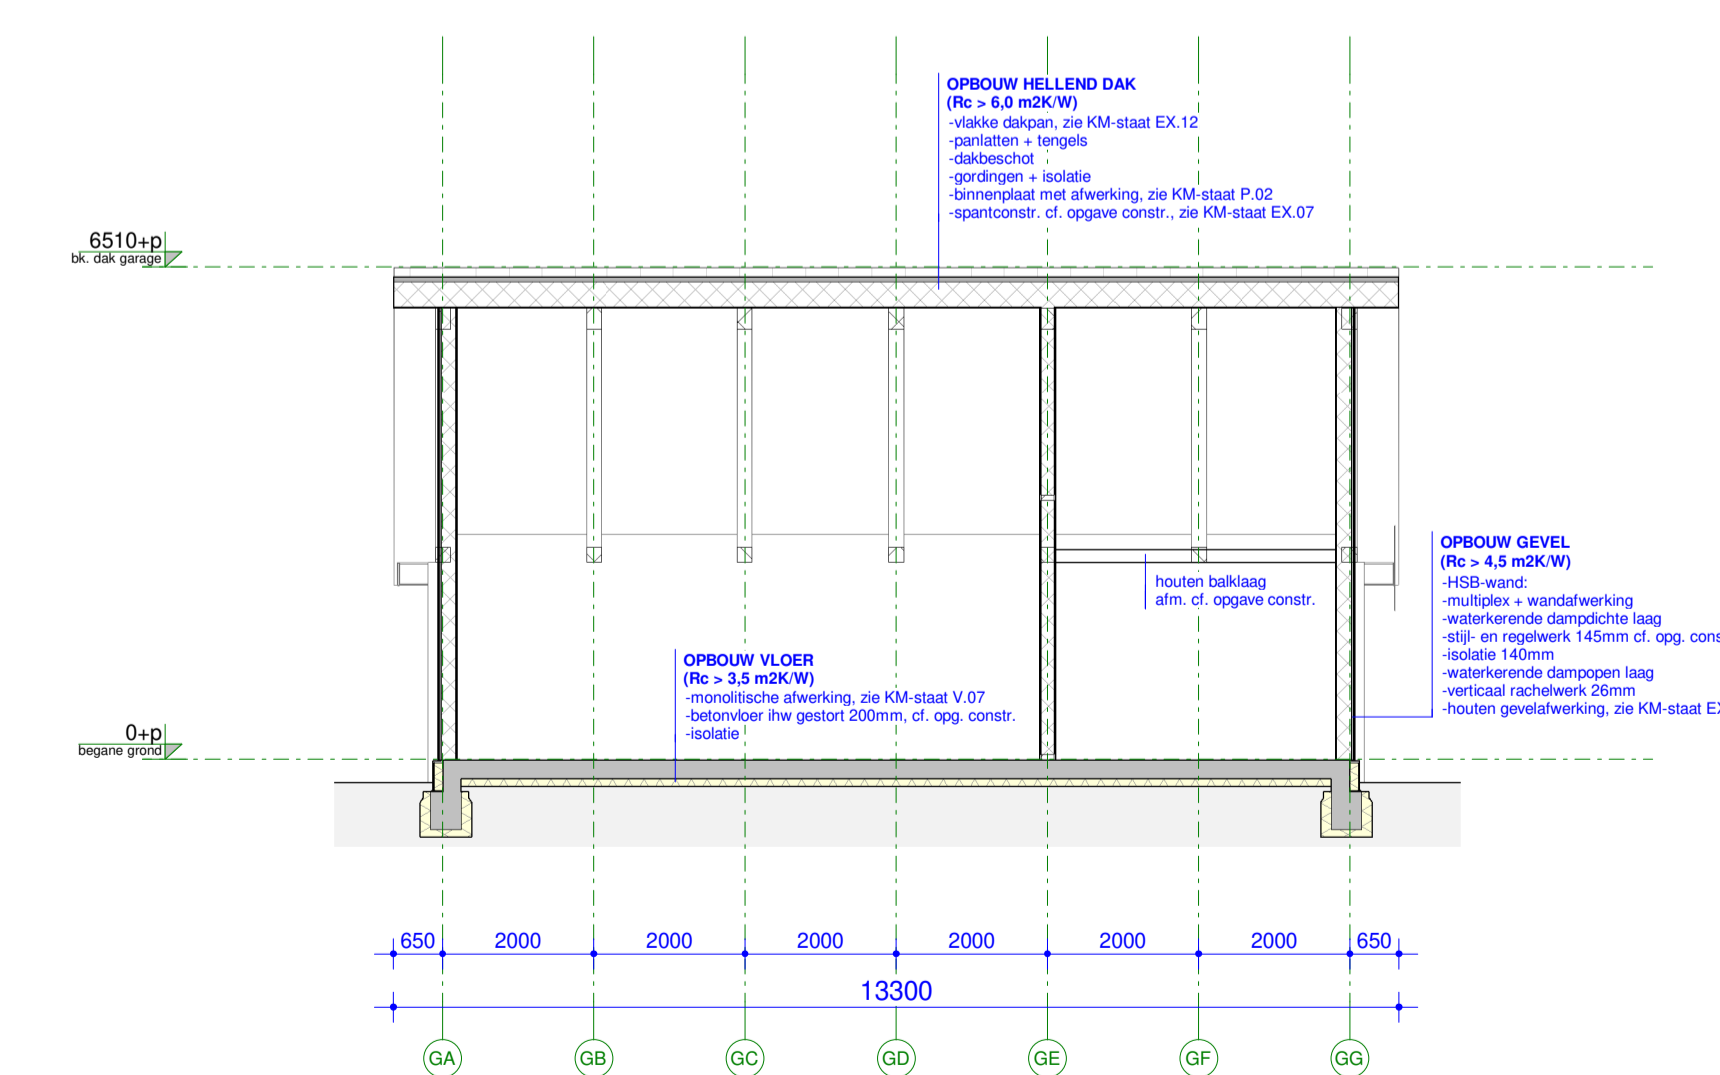 OPBOUW HELLEND DAK
(Rc > 6,0 m2K/W)
-vlakke dakpan, zie KM-staat EX.12
-panlatten + tengels
-dakbeschot
-gordingen + isolatie
-binnenplaat met afwerking, zie KM-staat P.02
-spantconstr. cf. opgave constr., zie KM-staat EX.07
6510+p
bk. dak garage
OPBOUW GEVEL
(Rc > 4,5 m2K/W)
-HSB-wand:
-multiplex + wandafwerking
-waterkerende dampdichte laag
-stijl- en regelwerk 145mm cf. opg. cons
-isolatie 140mm
-waterkerende dampopen laag
-verticaal rachelwerk 26mm
-houten gevelafwerking, zie KM-staat EX
houten balklaag
afm. cf. opgave constr.
OPBOUW VLOER
(Rc > 3,5 m2K/W)
-monolitische afwerking, zie KM-staat V.07
-betonvloer ihw gestort 200mm, cf. opg. constr.
-isolatie
0+p
begane grond
650 2000 2000 2000 2000 2000 2000 650
13300
GA GB GC GD GE GF GG